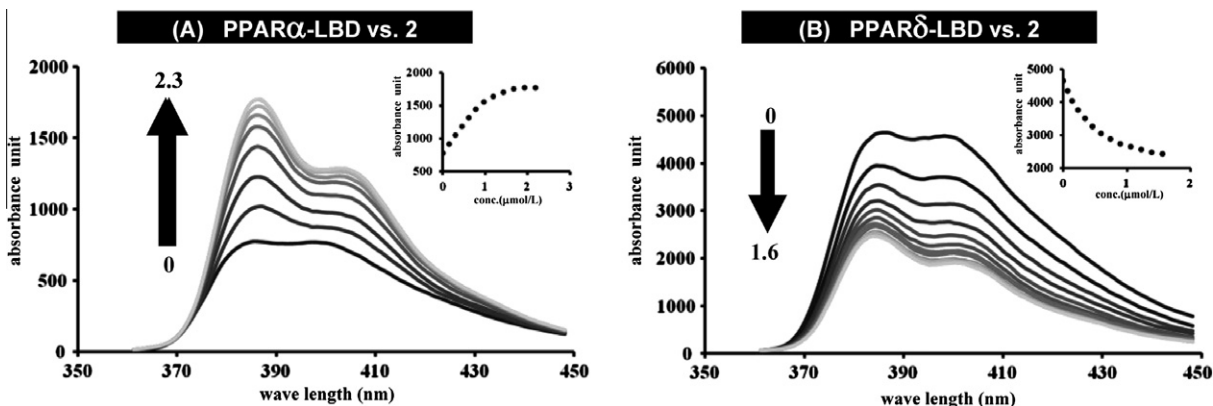 (A) PPARα-LBD vs. 2
2000
1500
1000
500
0
absorbance unit
350 370 390 410 430 450
wave length (nm)
2.3
0
2000
1500
1000
500
absorbance unit
0 1 2 3
conc.(μmol/L)
(B) PPARδ-LBD vs. 2
6000
5000
4000
3000
2000
1000
0
absorbance unit
350 370 390 410 430 450
wave length (nm)
0
1.6
5000
4000
3000
2000
absorbance unit
0 1 2
conc.(μmol/L)